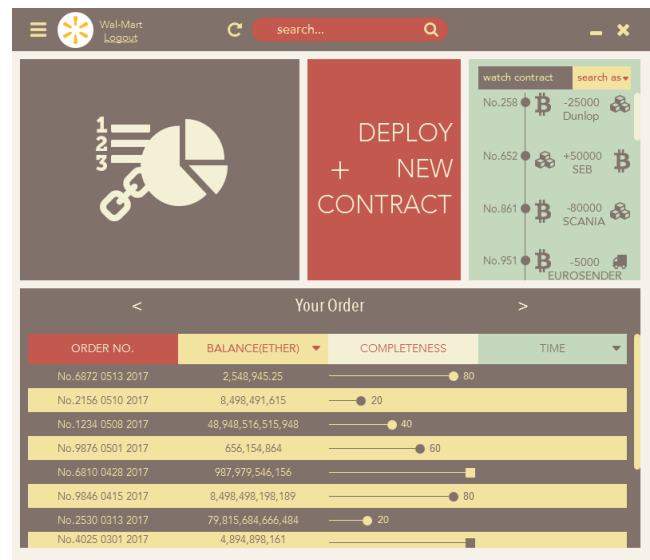 Wal-Mart
Logout
search...
1
2
3
DEPLOY
+ NEW
CONTRACT
watch contract search as
No.258 -25000
Dunlop
No.652 +50000
SEB
No.861 -80000
SCANIA
No.951 -5000
EUROSENDER
< Your Order >
ORDER NO. BALANCE(ETHER) COMPLETENESS TIME
No.6872 0513 2017 2,548,945.25 80
No.2156 0510 2017 8,498,491,615 20
No.1234 0508 2017 48,948,516,515,948 40
No.9876 0501 2017 656,154,864 60
No.6810 0428 2017 987,979,546,156
No.9846 0415 2017 8,498,498,198,189 80
No.2530 0313 2017 79,815,684,666,484 20
No.4025 0301 2017 4,894,898,161